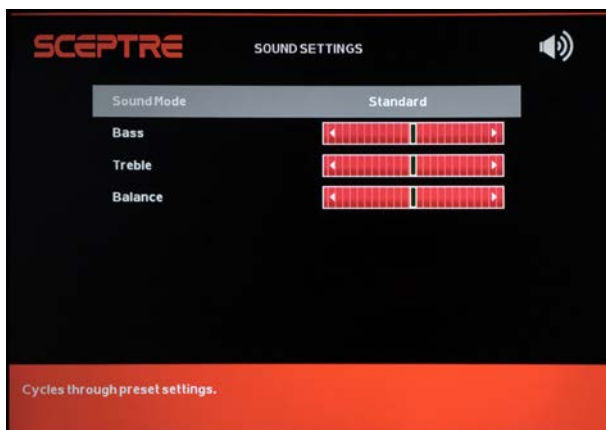 SCEPTRE
SOUND SETTINGS
Sound Mode Standard
Bass
Treble
Balance
Cycles through preset settings.